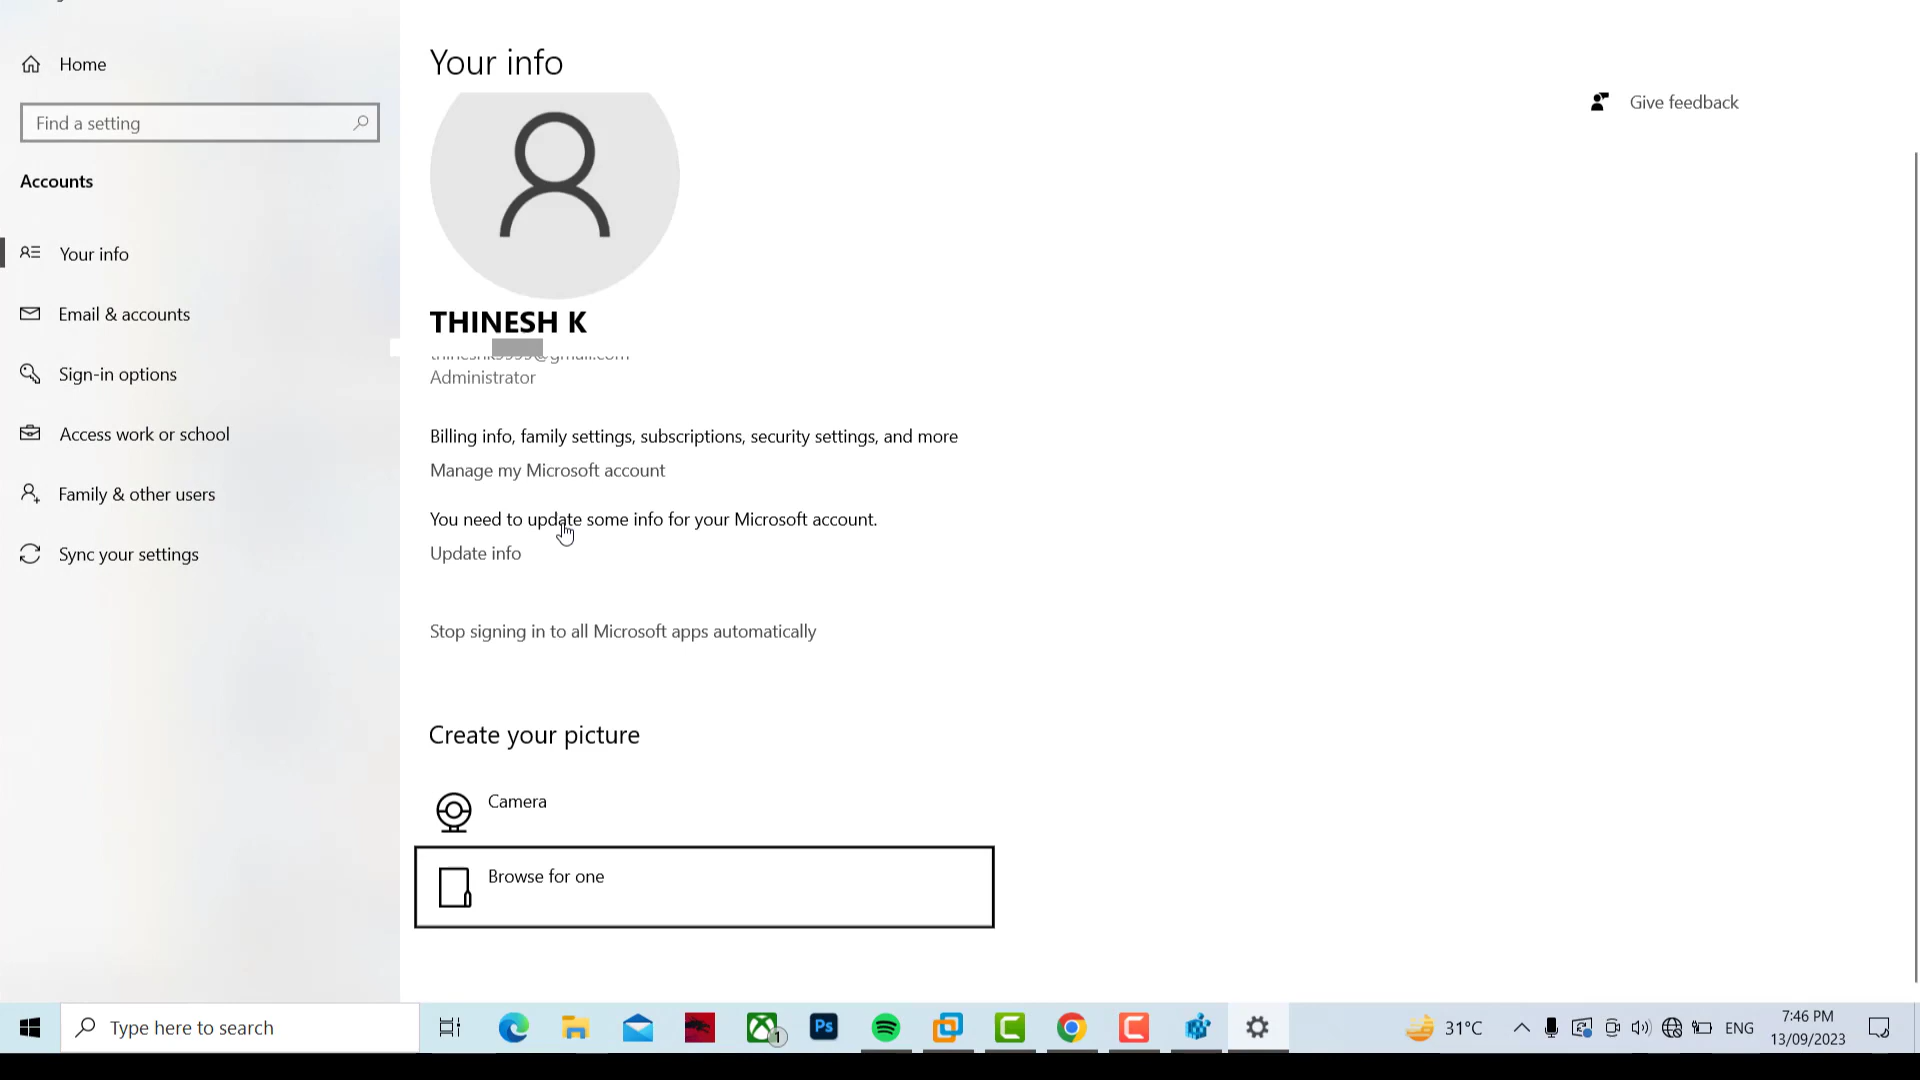 Home
Your info
Give feedback
Find a setting
Accounts
Your info
Email & accounts
Sign-in options
Access work or school
Family & other users
Sync your settings
THINESH K
Administrator
Billing info, family settings, subscriptions, security settings, and more
Manage my Microsoft account
You need to update some info for your Microsoft account.
Update info
Stop signing in to all Microsoft apps automatically
Create your picture
Camera
Browse for one
Type here to search
1
Ps
31°C
ENG
7:46 PM
13/09/2023